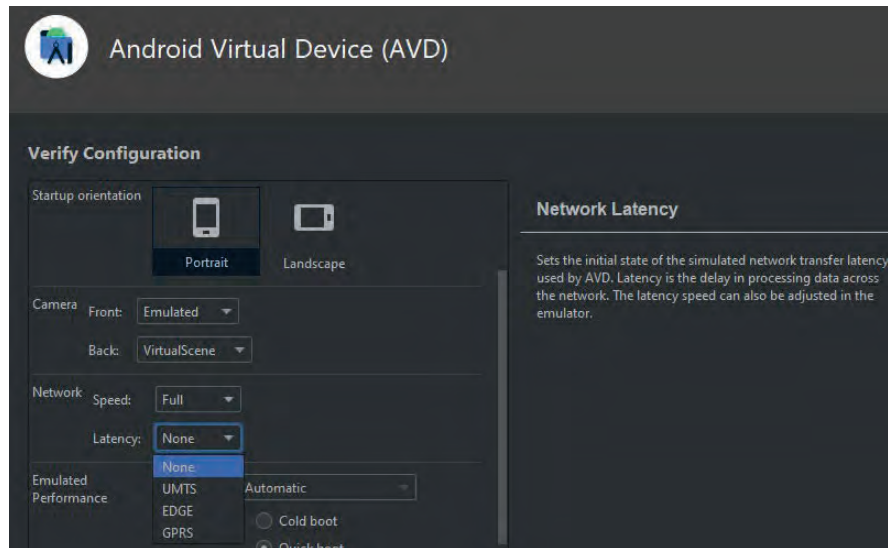 Android Virtual Device (AVD)
Verify Configuration
Startup orientation
Portrait
Landscape
Camera
Front:
Emulated
Back:
VirtualScene
Network
Speed:
Full
Latency:
None
None
UMTS
EDGE
GPRS
Emulated
Performance
Automatic
Cold boot
Quick boot
Network Latency
Sets the initial state of the simulated network transfer latency
used by AVD. Latency is the delay in processing data across
the network. The latency speed can also be adjusted in the
emulator.